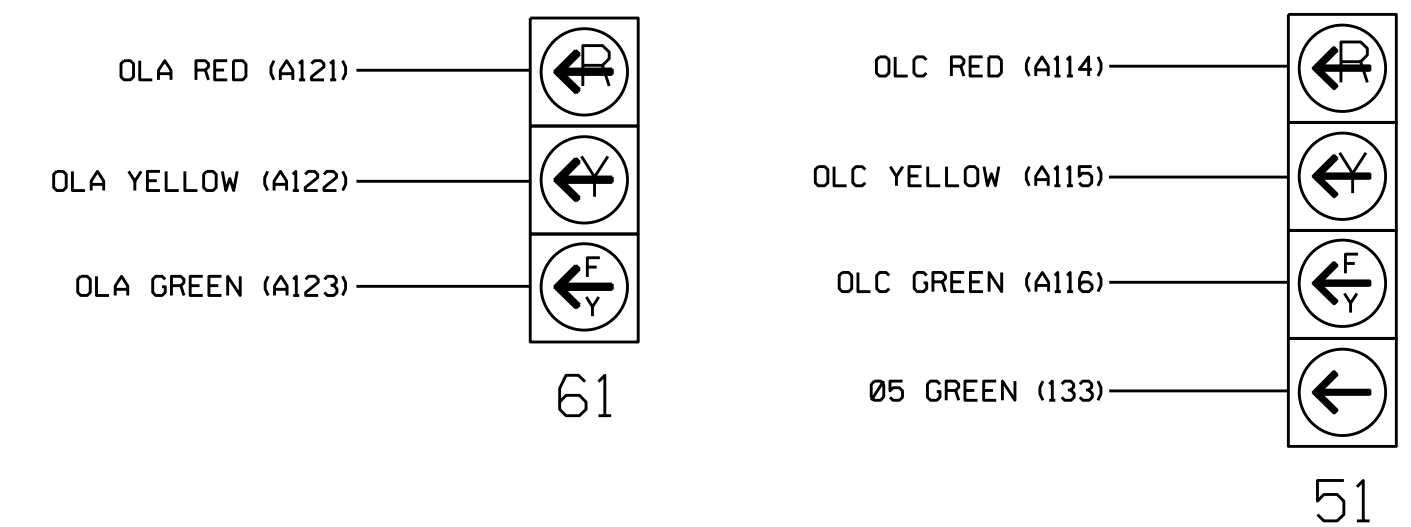 OLA RED (A121)
R
OLA YELLOW (A122)
Y
OLA GREEN (A123)
F
Y
61
OLC RED (A114)
R
OLC YELLOW (A115)
Y
OLC GREEN (A116)
F
Y
Ø5 GREEN (133)
51